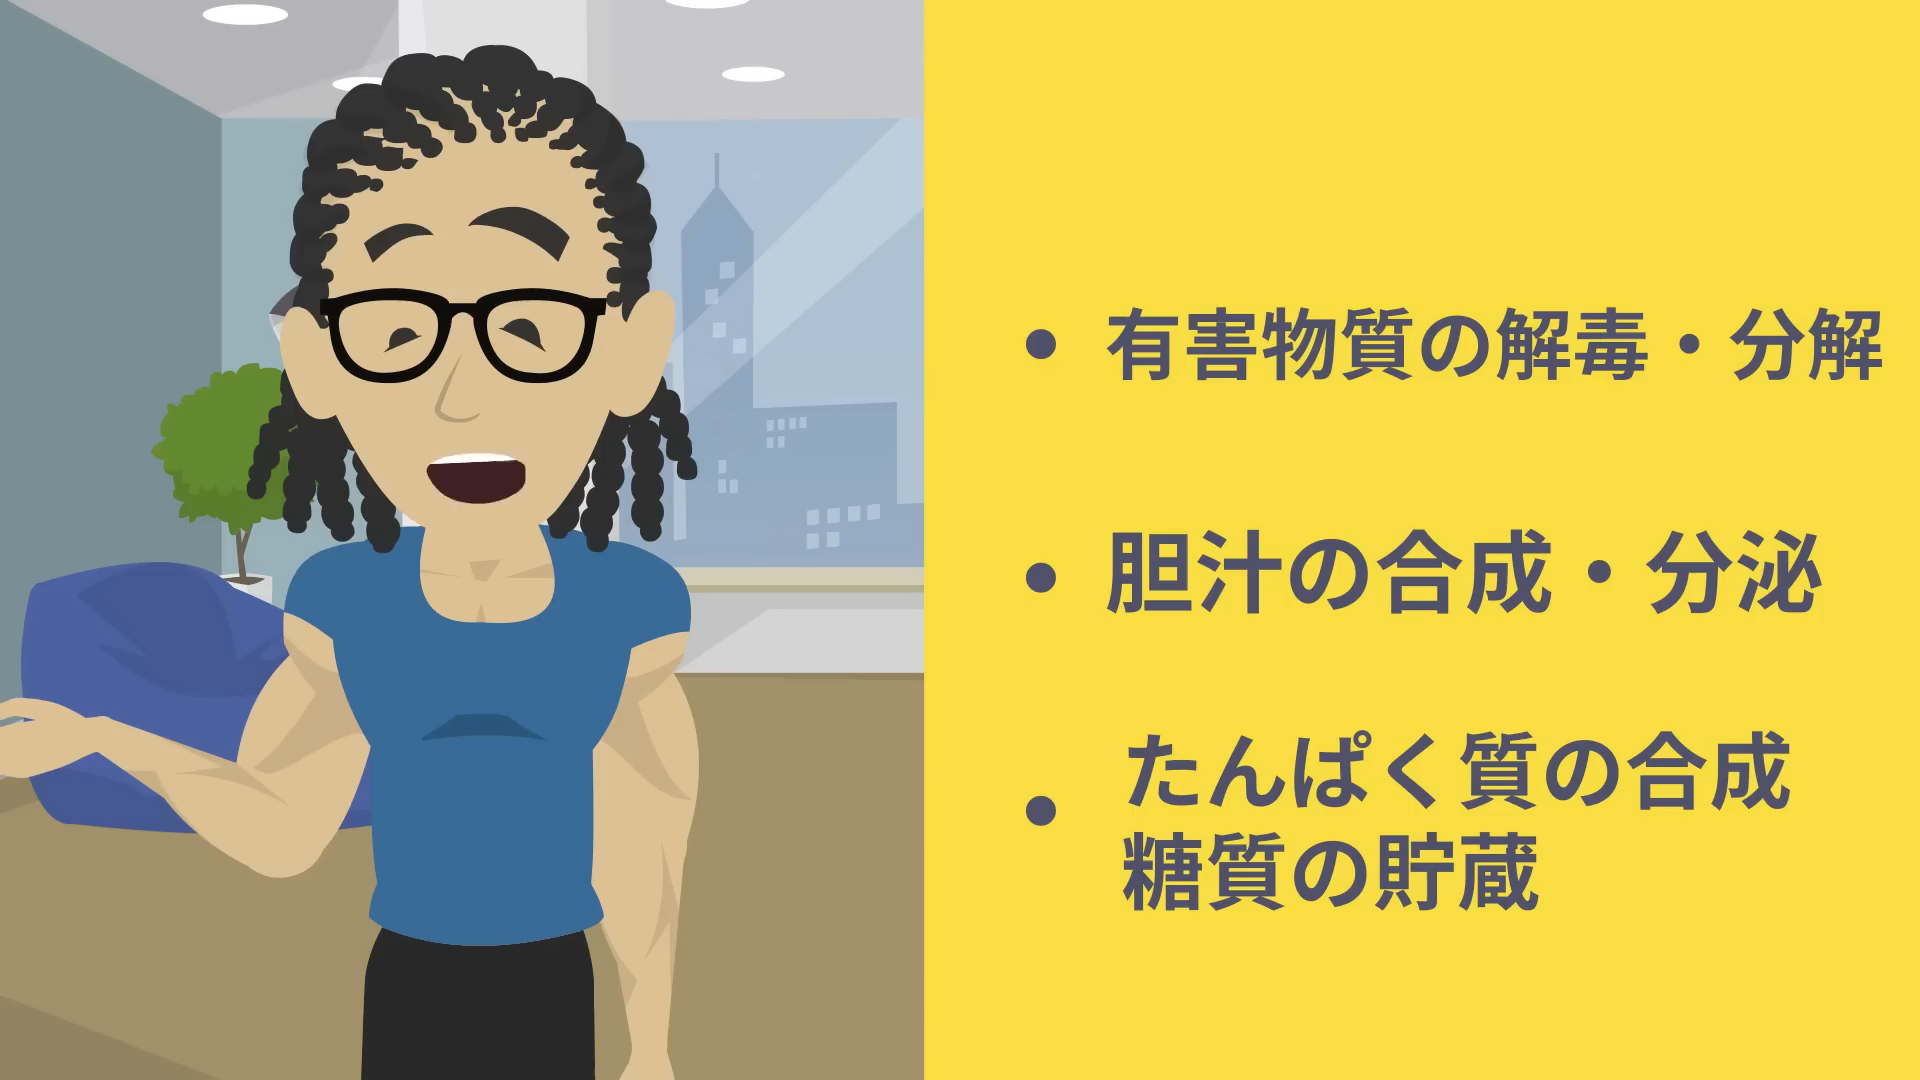 • 有害物質の解毒・分解
• 胆汁の合成・分泌
• たんぱく質の合成
糖質の貯蔵